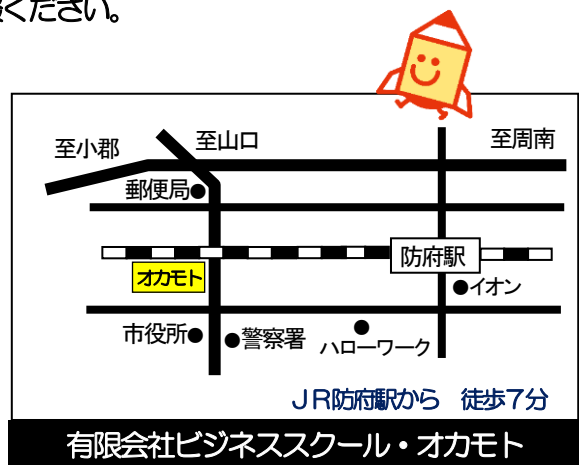 ください。
至小郡
至山口
至周南
郵便局●
防府駅
オカモト
●イオン
市役所●
●警察署
ハローワーク
JR防府駅から 徒歩7分
有限会社ビジネススクール・オカモト